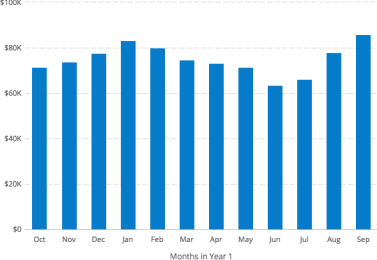 $100K
$80K
$60K
$40K
$20K
$0
Oct Nov Dec Jan Feb Mar Apr May Jun Jul Aug Sep
Months in Year 1